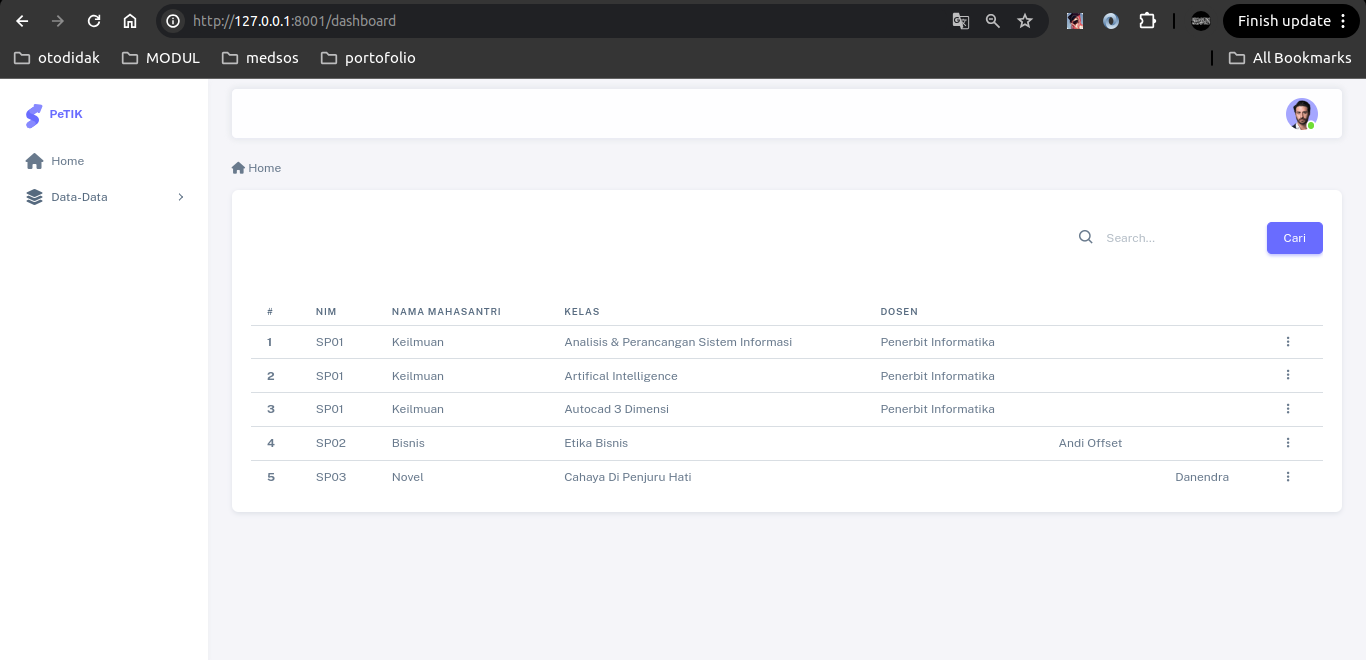 http://127.0.0.1:8001/dashboard
Finish update
otodidak MODUL medsos portofolio All Bookmarks
PeTIK
Home
Data-Data
Home
Search... Cari
# NIM NAMA MAHASANTRI KELAS DOSEN
1 SP01 Keilmuan Analisis & Perancangan Sistem Informasi Penerbit Informatika
2 SP01 Keilmuan Artifical Intelligence Penerbit Informatika
3 SP01 Keilmuan Autocad 3 Dimensi Penerbit Informatika
4 SP02 Bisnis Etika Bisnis Andi Offset
5 SP03 Novel Cahaya Di Penjuru Hati Danendra